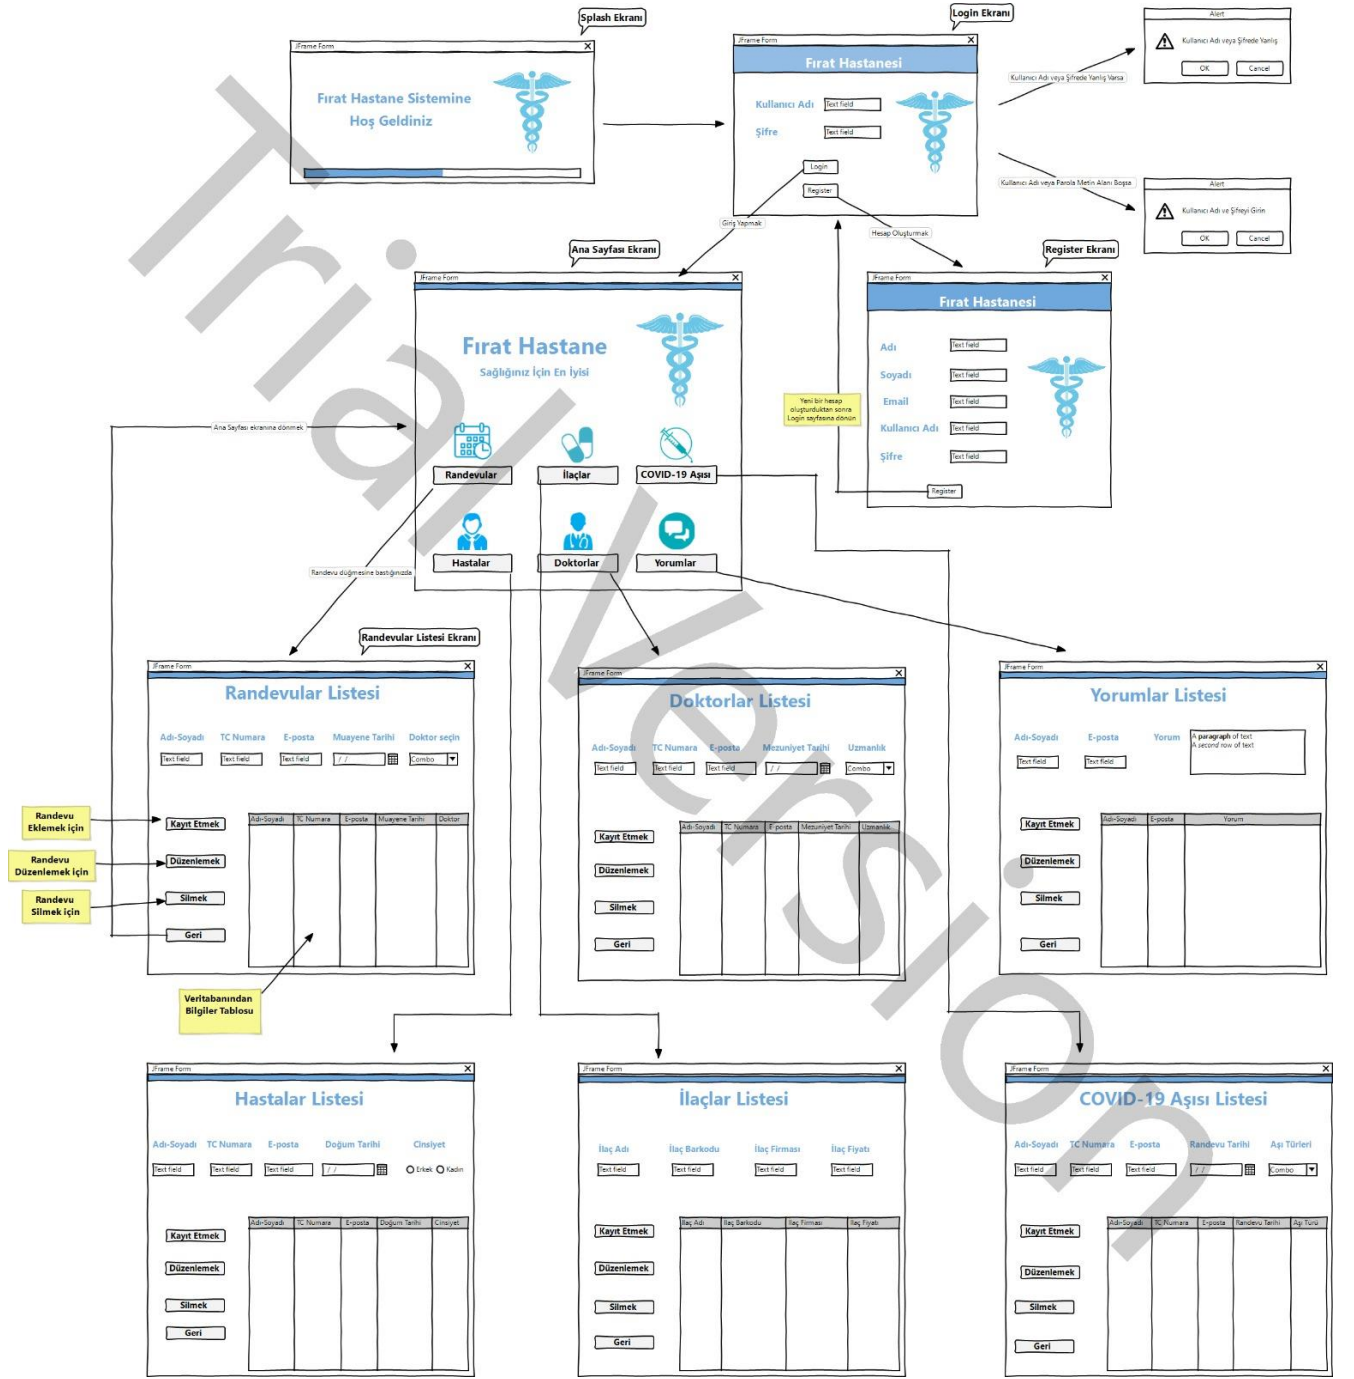 Splash Ekranı
JFrame Form
X
Fırat Hastane Sistemine
Hoş Geldiniz
Login Ekranı
JFrame Form
X
Fırat Hastanesi
Kullanıcı Adı
Text field
Şifre
Text field
Login
Register
Kullanıcı Adı veya Şifrede Yanlış Varsa
Alert
Kullanıcı Adı veya Şifrede Yanlış
OK
Cancel
Kullanıcı Adı veya Parola Metin Alanı Boşsa
Alert
Kullanıcı Adı ve Şifreyi Girin
OK
Cancel
Giriş Yapmak
Hesap Oluşturmak
Ana Sayfası Ekranı
JFrame Form
X
Fırat Hastane
Sağlığınız İçin En İyisi
Randevular
İlaçlar
COVID-19 Aşısı
Hastalar
Doktorlar
Yorumlar
Register Ekranı
JFrame Form
X
Fırat Hastanesi
Adı
Text field
Soyadı
Text field
Email
Text field
Kullanıcı Adı
Text field
Şifre
Text field
Register
Yeni bir hesap
oluşturduktan sonra
Login sayfasına dönün
Ana Sayfası ekranına dönmek
Randevu düğmesine bastığınızda
Randevular Listesi Ekranı
JFrame Form
X
Randevular Listesi
Adı-Soyadı TC Numara E-posta Muayene Tarihi Doktor seçin
Text field Text field Text field / / Combo
Kayıt Etmek
Düzenlemek
Silmek
Geri
Adı-Soyadı TC Numara E-posta Muayene Tarihi Doktor
Randevu
Eklemek için
Randevu
Düzenlemek için
Randevu
Silmek için
Veritabanından
Bilgiler Tablosu
JFrame Form
X
Doktorlar Listesi
Adı-Soyadı TC Numara E-posta Mezuniyet Tarihi Uzmanlık
Text field Text field Text field / / Combo
Kayıt Etmek
Düzenlemek
Silmek
Geri
Adı-Soyadı TC Numara E-posta Mezuniyet Tarihi Uzmanlık
JFrame Form
X
Yorumlar Listesi
Adı-Soyadı E-posta Yorum
A paragraph of text
A second row of text
Text field Text field
Kayıt Etmek
Düzenlemek
Silmek
Geri
Adı-Soyadı E-posta Yorum
JFrame Form
X
Hastalar Listesi
Adı-Soyadı TC Numara E-posta Doğum Tarihi Cinsiyet
Text field Text field Text field / / Erkek Kadın
Kayıt Etmek
Düzenlemek
Silmek
Geri
Adı-Soyadı TC Numara E-posta Doğum Tarihi Cinsiyet
JFrame Form
X
İlaçlar Listesi
İlaç Adı İlaç Barkodu İlaç Firması İlaç Fiyatı
Text field Text field Text field Text field
Kayıt Etmek
Düzenlemek
Silmek
Geri
İlaç Adı İlaç Barkodu İlaç Firması İlaç Fiyatı
JFrame Form
X
COVID-19 Aşısı Listesi
Adı-Soyadı TC Numara E-posta Randevu Tarihi Aşı Türleri
Text field Text field Text field / / Combo
Kayıt Etmek
Düzenlemek
Silmek
Geri
Adı-Soyadı TC Numara E-posta Randevu Tarihi Aşı Türü
Trial Version